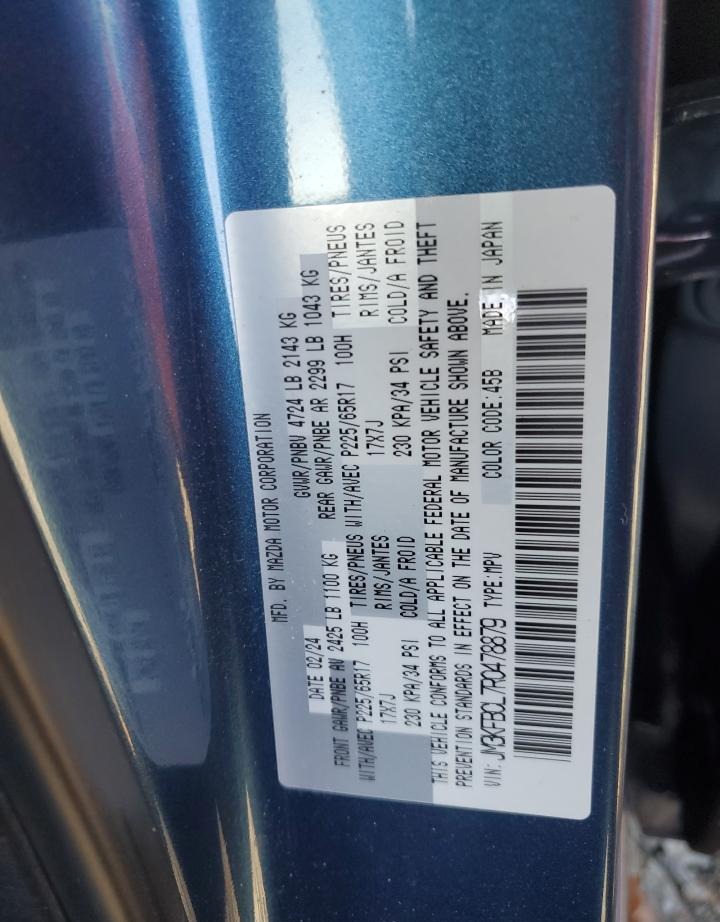 MFD. BY MAZDA MOTOR CORPORATION
DATE 02/24 GVWR/PNBV 4724 LB 2143 KG
FRONT GAWR/PNBE AV 2425 LB 1100 KG REAR GAWR/PNBE AR 2299 LB 1043 KG
WITH/AVEC P225/65R17 100H TIRES/PNEUS WITH/AVEC P225/65R17 100H TIRES/PNEUS
17X7J RIMS/JANTES 17X7J RIMS/JANTES
230 KPA/34 PSI COLD/A FROID 230 KPA/34 PSI COLD/A FROID
THIS VEHICLE CONFORMS TO ALL APPLICABLE FEDERAL MOTOR VEHICLE SAFETY AND THEFT
PREVENTION STANDARDS IN EFFECT ON THE DATE OF MANUFACTURE SHOWN ABOVE.
VIN: JM3KFBCL7R0478879 TYPE:MPV COLOR CODE:45B MADE IN JAPAN